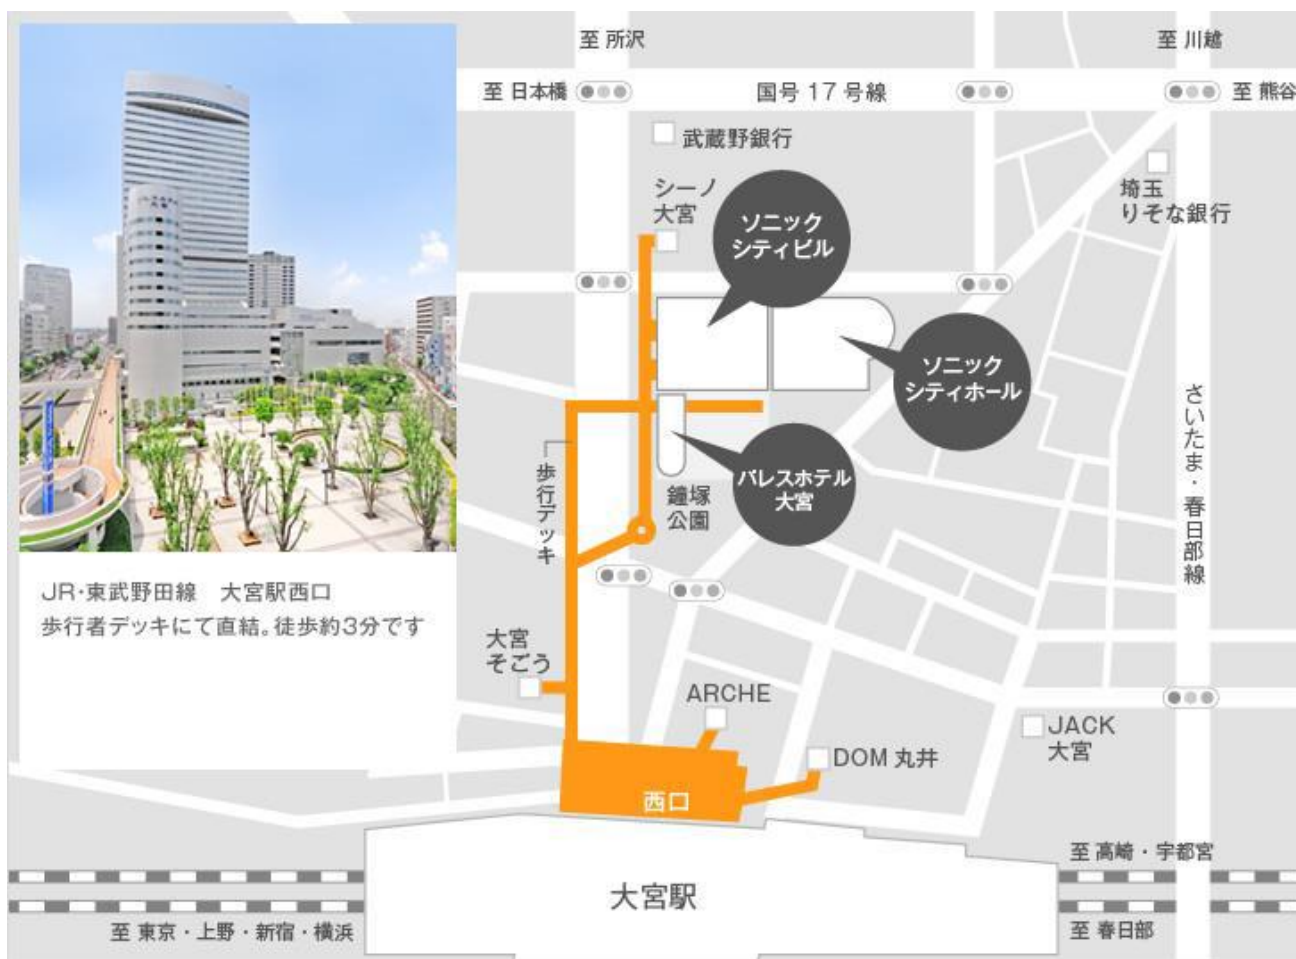 至 所沢
至 川越
至 日本橋
国号 17 号線
至 熊谷
武蔵野銀行
シーノ
大宮
ソニック
シティビル
埼玉
りそな銀行
ソニック
シティホール
さいたま・春日部線
歩行デッキ
パレスホテル
大宮
鐘塚
公園
JR・東武野田線　大宮駅西口
歩行者デッキにて直結。徒歩約3分です
大宮
そごう
ARCHE
JACK
大宮
DOM 丸井
西口
至 高崎・宇都宮
大宮駅
至 東京・上野・新宿・横浜
至 春日部